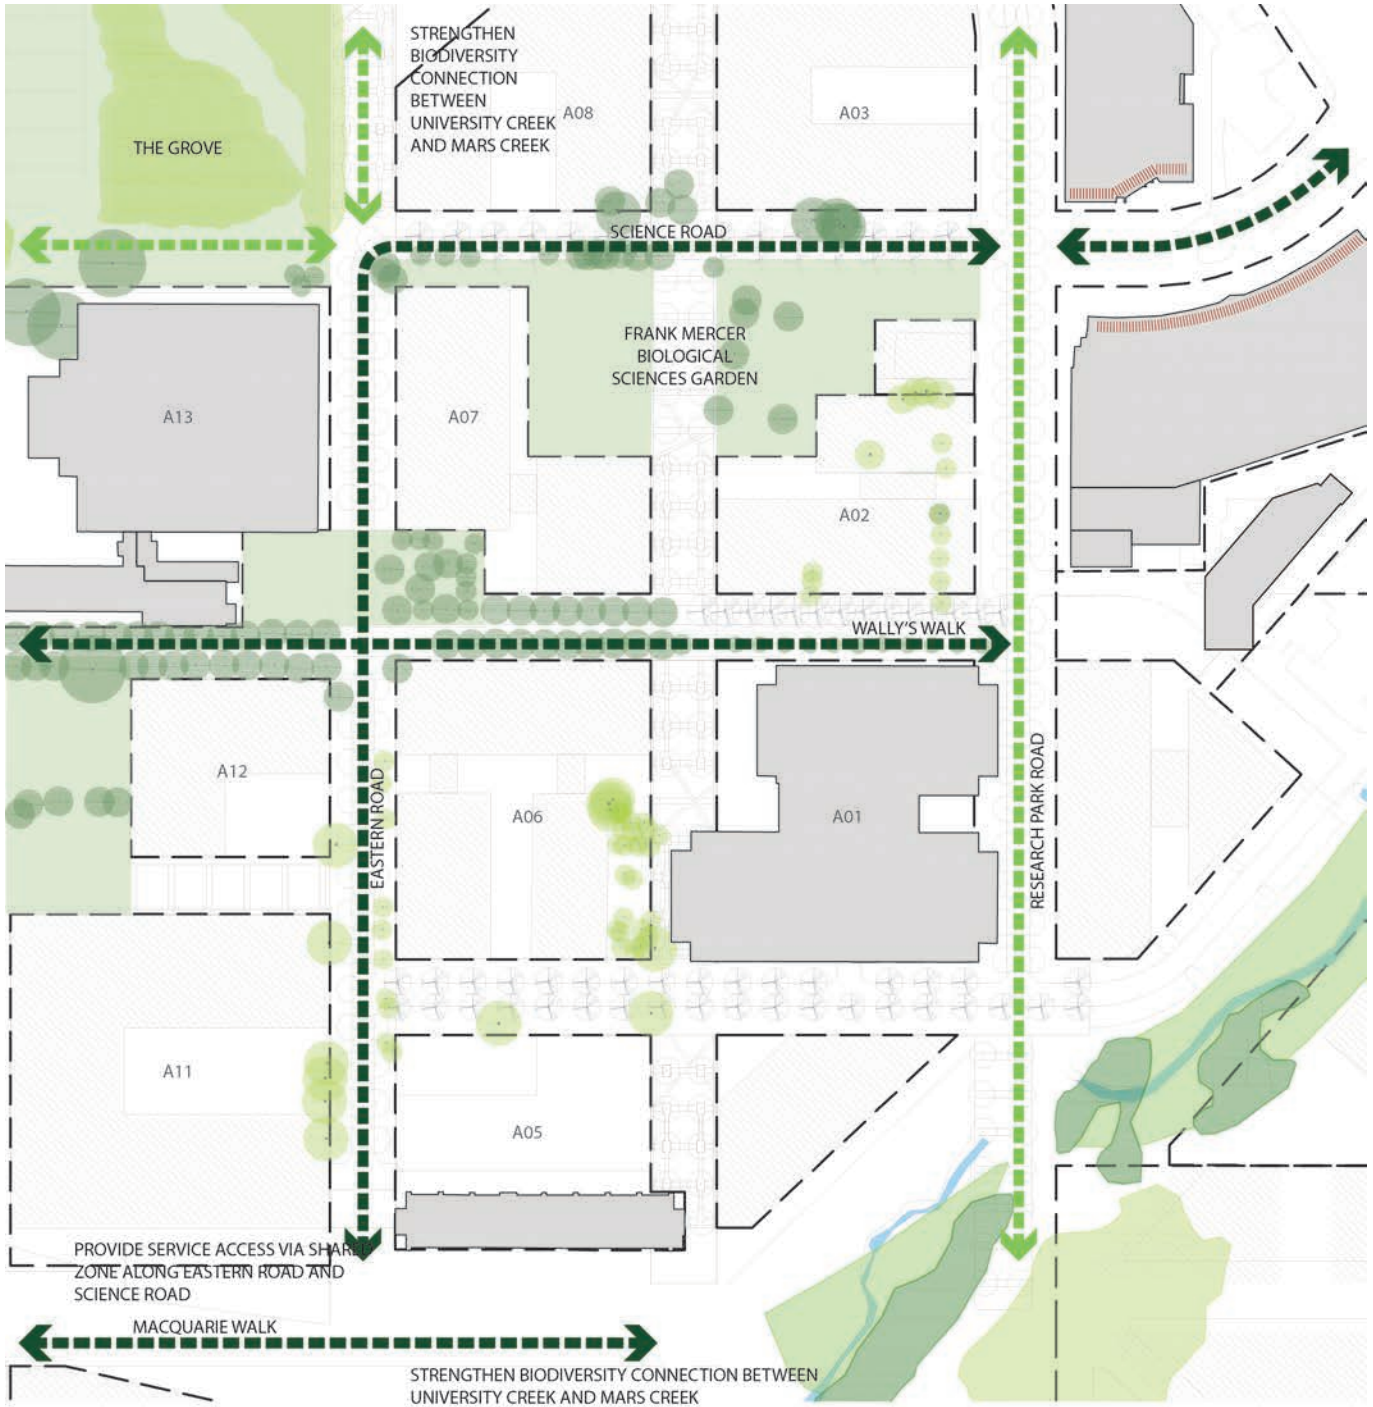 STRENGTHEN
BIODIVERSITY
CONNECTION
BETWEEN
UNIVERSITY CREEK
AND MARS CREEK
A08
A03
THE GROVE
SCIENCE ROAD
FRANK MERCER
BIOLOGICAL
SCIENCES GARDEN
A13
A07
A02
WALLY'S WALK
A12
EASTERN ROAD
A06
A01
RESEARCH PARK ROAD
A11
A05
PROVIDE SERVICE ACCESS VIA SHARED
ZONE ALONG EASTERN ROAD AND
SCIENCE ROAD
MACQUARIE WALK
STRENGTHEN BIODIVERSITY CONNECTION BETWEEN
UNIVERSITY CREEK AND MARS CREEK